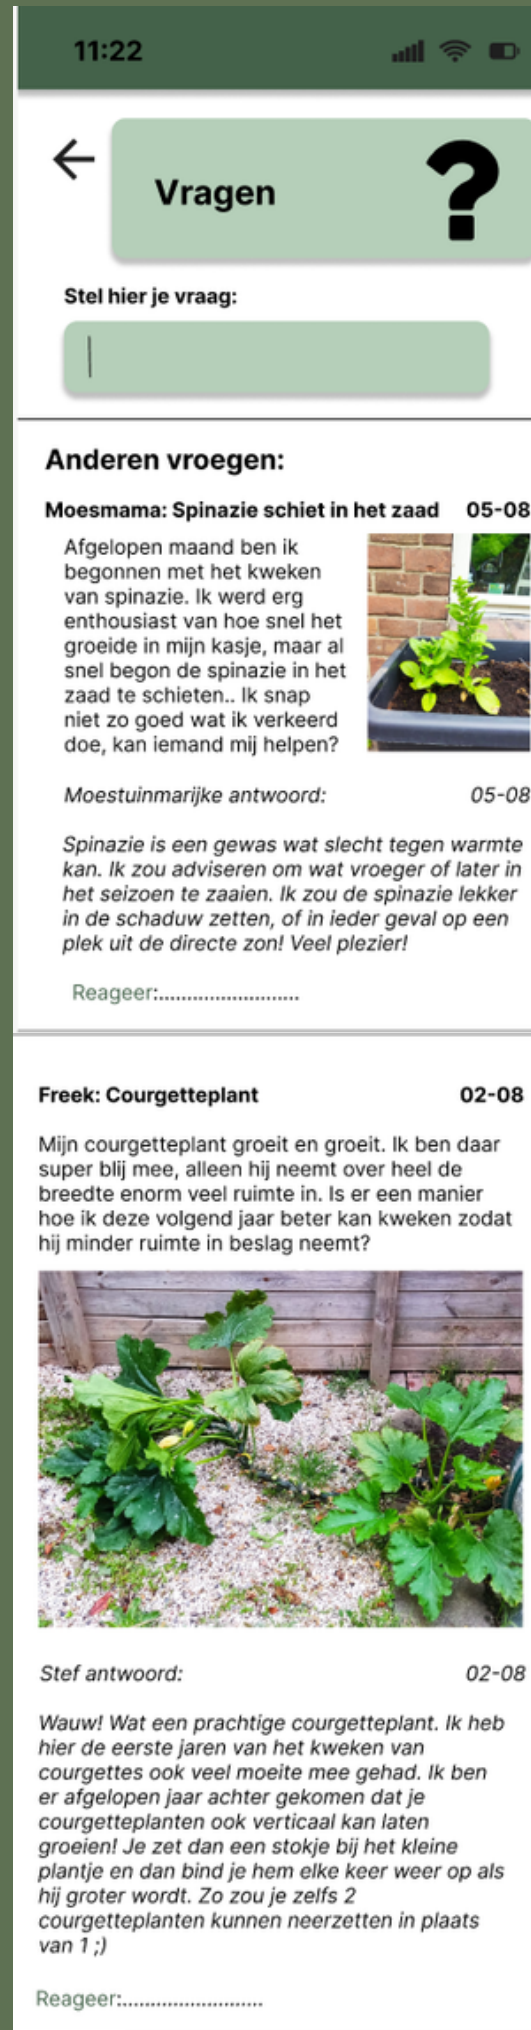 11:22
Vragen ?
Stel hier je vraag:
Anderen vroegen:
Moesmama: Spinazie schiet in het zaad 05-08
Afgelopen maand ben ik
begonnen met het kweken
van spinazie. Ik werd erg
enthousiast van hoe snel het
groeide in mijn kasje, maar al
snel begon de spinazie in het
zaad te schieten.. Ik snap
niet zo goed wat ik verkeerd
doe, kan iemand mij helpen?
Moestuinmarijke antwoord: 05-08
Spinazie is een gewas wat slecht tegen warmte
kan. Ik zou adviseren om wat vroeger of later in
het seizoen te zaaien. Ik zou de spinazie lekker
in de schaduw zetten, of in ieder geval op een
plek uit de directe zon! Veel plezier!
Reageer:.........................
Freek: Courgetteplant 02-08
Mijn courgetteplant groeit en groeit. Ik ben daar
super blij mee, alleen hij neemt over heel de
breedte enorm veel ruimte in. Is er een manier
hoe ik deze volgend jaar beter kan kweken zodat
hij minder ruimte in beslag neemt?
Stef antwoord: 02-08
Wauw! Wat een prachtige courgetteplant. Ik heb
hier de eerste jaren van het kweken van
courgettes ook veel moeite mee gehad. Ik ben
er afgelopen jaar achter gekomen dat je
courgetteplanten ook verticaal kan laten
groeien! Je zet dan een stokje bij het kleine
plantje en dan bind je hem elke keer weer op als
hij groter wordt. Zo zou je zelfs 2
courgetteplanten kunnen neerzetten in plaats
van 1 ;)
Reageer:.........................